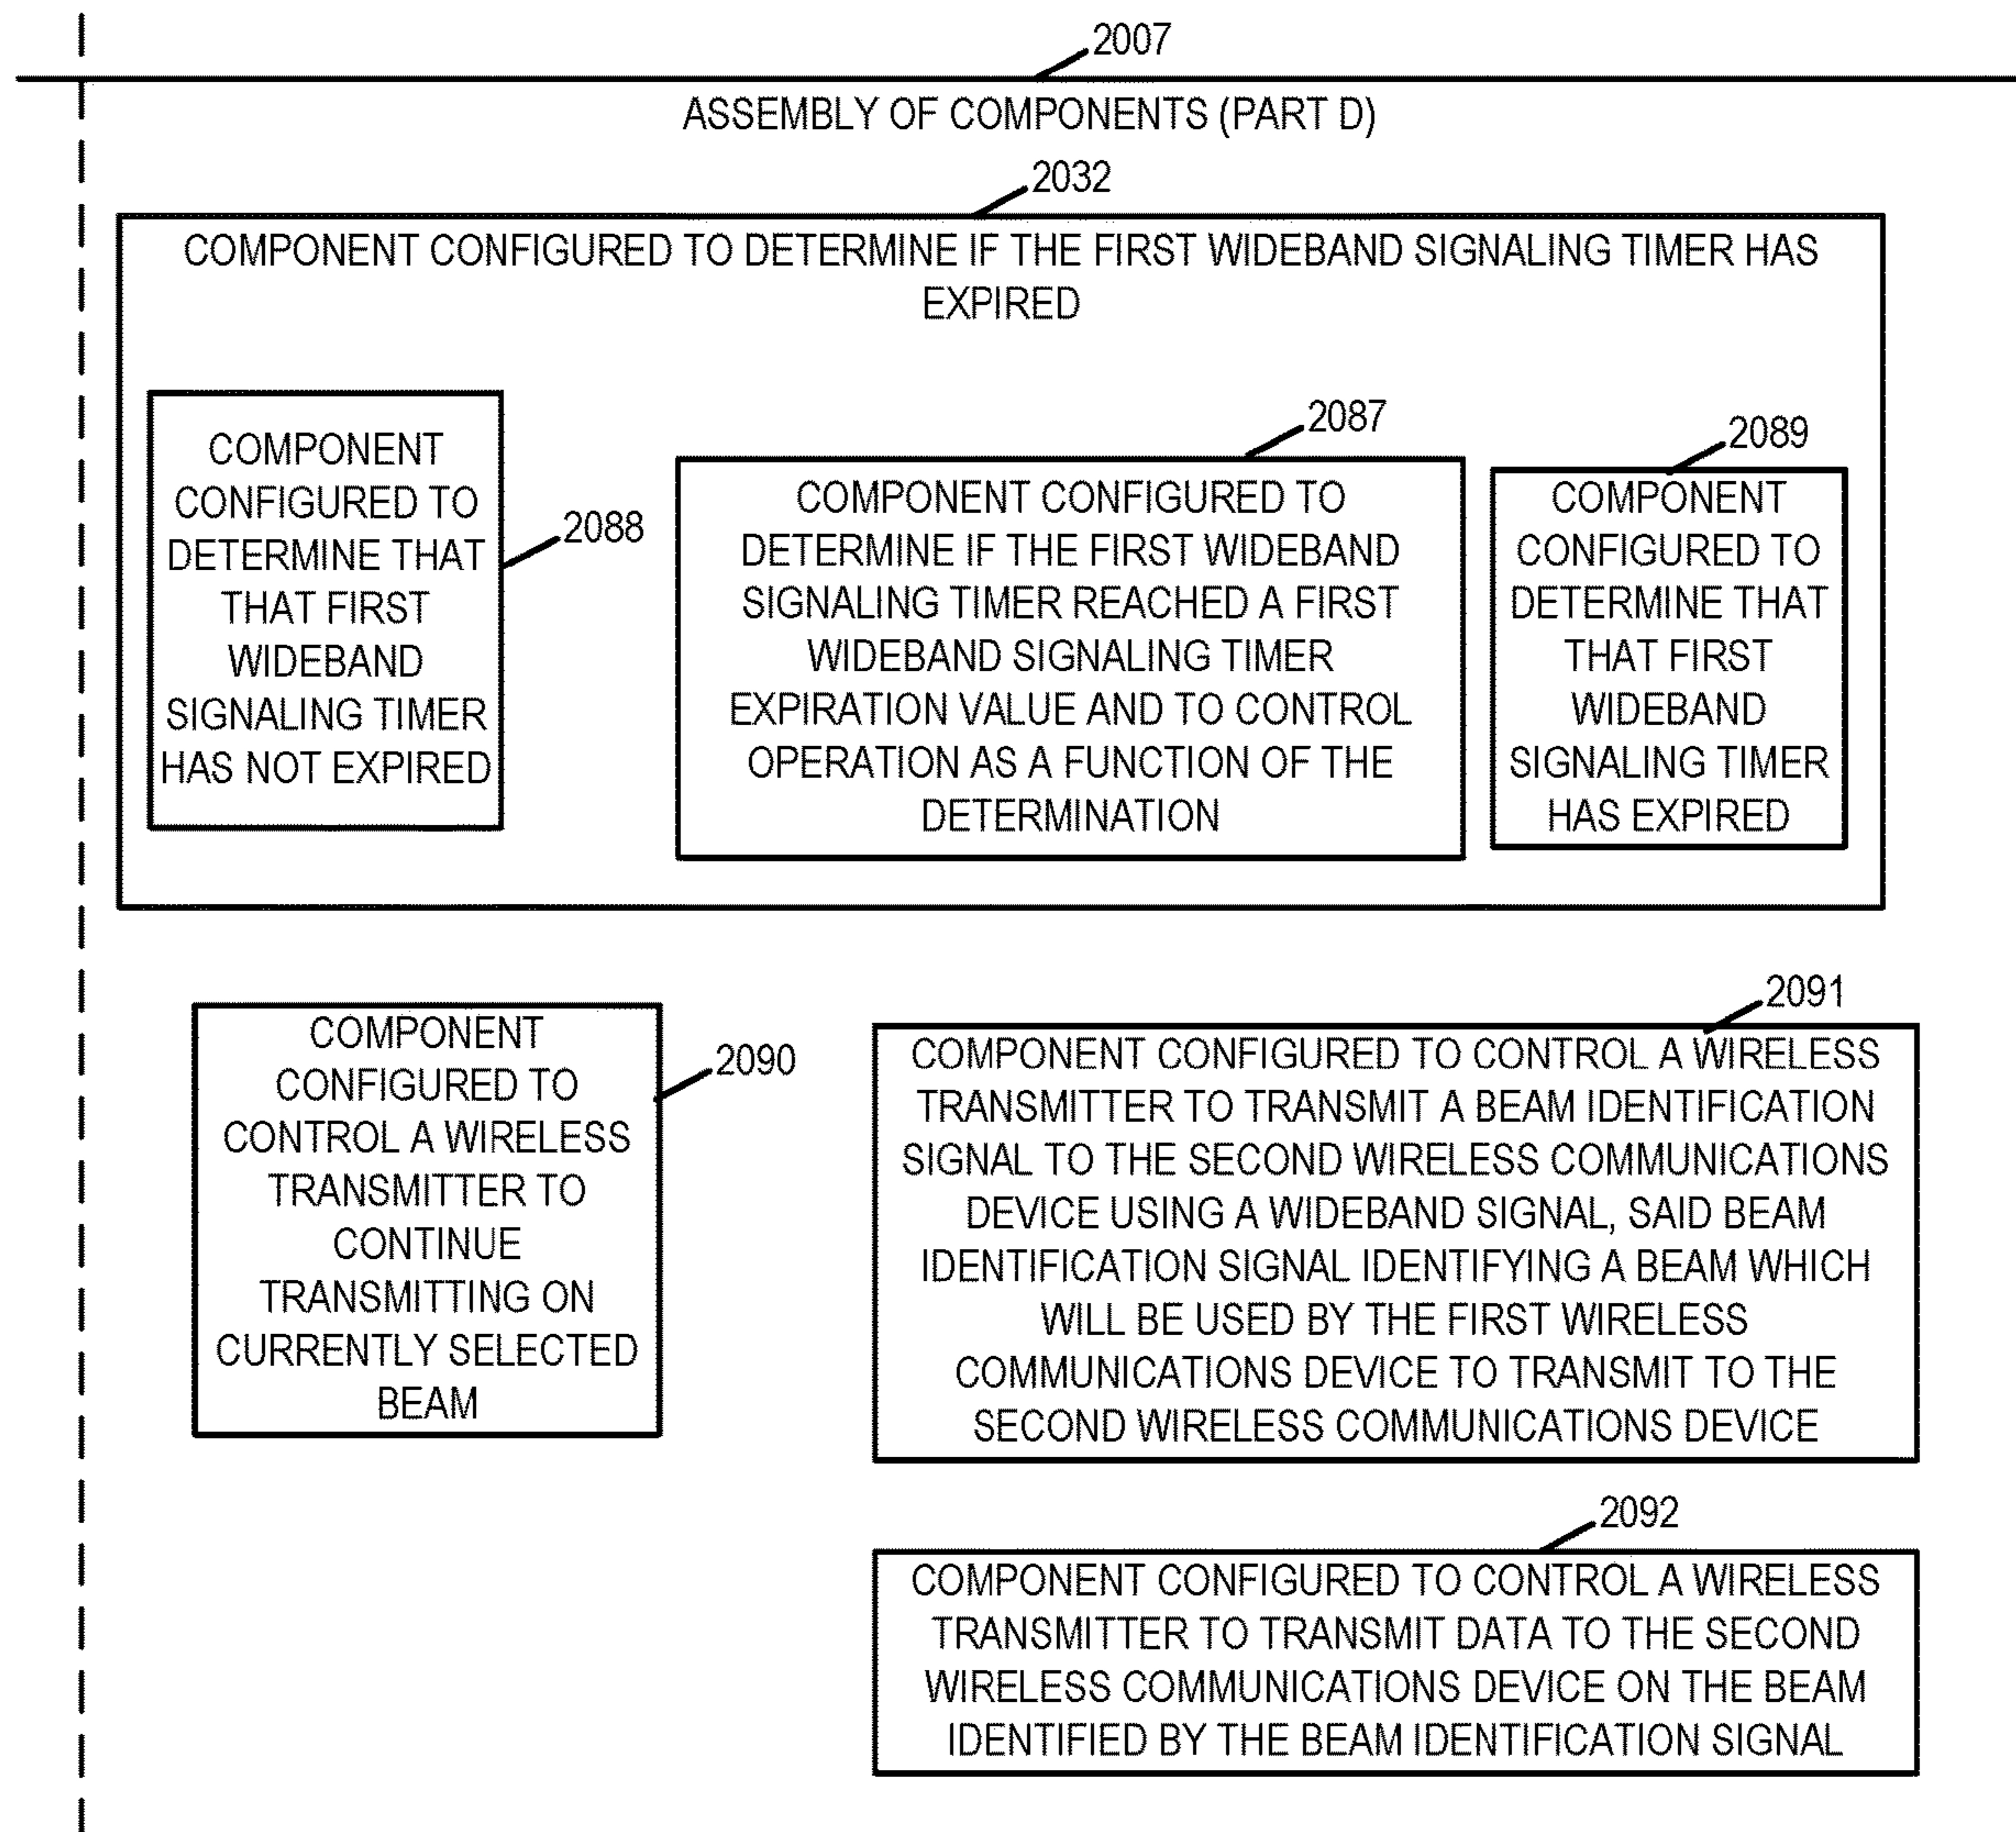 2007
ASSEMBLY OF COMPONENTS (PART D)
2032
COMPONENT CONFIGURED TO DETERMINE IF THE FIRST WIDEBAND SIGNALING TIMER HAS
EXPIRED
COMPONENT
CONFIGURED TO
DETERMINE THAT
THAT FIRST
WIDEBAND
SIGNALING TIMER
HAS NOT EXPIRED
2088
2087
COMPONENT CONFIGURED TO
DETERMINE IF THE FIRST WIDEBAND
SIGNALING TIMER REACHED A FIRST
WIDEBAND SIGNALING TIMER
EXPIRATION VALUE AND TO CONTROL
OPERATION AS A FUNCTION OF THE
DETERMINATION
2089
COMPONENT
CONFIGURED TO
DETERMINE THAT
THAT FIRST
WIDEBAND
SIGNALING TIMER
HAS EXPIRED
COMPONENT
CONFIGURED TO
CONTROL A WIRELESS
TRANSMITTER TO
CONTINUE
TRANSMITTING ON
CURRENTLY SELECTED
BEAM
2090
2091
COMPONENT CONFIGURED TO CONTROL A WIRELESS
TRANSMITTER TO TRANSMIT A BEAM IDENTIFICATION
SIGNAL TO THE SECOND WIRELESS COMMUNICATIONS
DEVICE USING A WIDEBAND SIGNAL, SAID BEAM
IDENTIFICATION SIGNAL IDENTIFYING A BEAM WHICH
WILL BE USED BY THE FIRST WIRELESS
COMMUNICATIONS DEVICE TO TRANSMIT TO THE
SECOND WIRELESS COMMUNICATIONS DEVICE
2092
COMPONENT CONFIGURED TO CONTROL A WIRELESS
TRANSMITTER TO TRANSMIT DATA TO THE SECOND
WIRELESS COMMUNICATIONS DEVICE ON THE BEAM
IDENTIFIED BY THE BEAM IDENTIFICATION SIGNAL